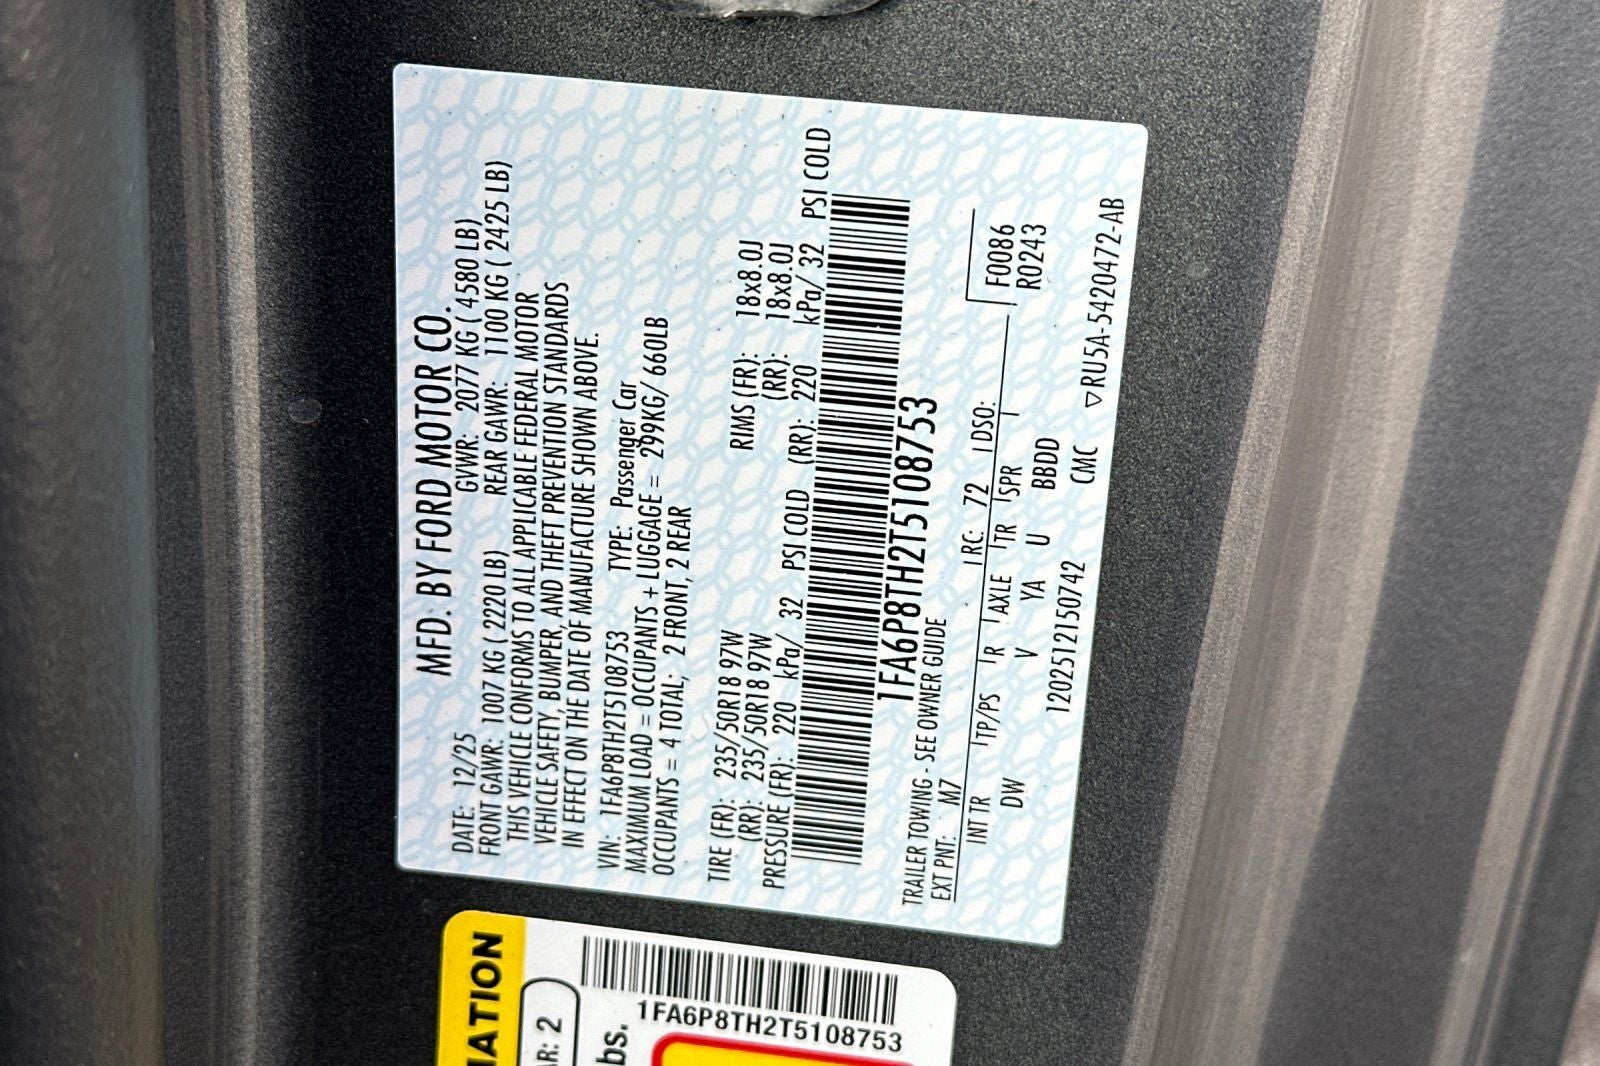 MFD. BY FORD MOTOR CO.
DATE: 12/25 GVWR: 2077 KG ( 4580 LB)
FRONT GAWR: 1007 KG ( 2220 LB) REAR GAWR: 1100 KG ( 2425 LB)
THIS VEHICLE CONFORMS TO ALL APPLICABLE FEDERAL MOTOR
VEHICLE SAFETY, BUMPER, AND THEFT PREVENTION STANDARDS
IN EFFECT ON THE DATE OF MANUFACTURE SHOWN ABOVE.
VIN: 1FA6P8TH2T5108753 TYPE: Passenger Car
MAXIMUM LOAD = OCCUPANTS + LUGGAGE = 299KG/ 660LB
OCCUPANTS = 4 TOTAL; 2 FRONT, 2 REAR
TIRE (FR): 235/50R18 97W RIMS (FR): 18x8.0J
(RR): 235/50R18 97W (RR): 18x8.0J
PRESSURE (FR): 220 kPa/ 32 PSI COLD (RR): 220 kPa/ 32 PSI COLD
1FA6P8TH2T5108753
TRAILER TOWING - SEE OWNER GUIDE
EXT PNT: M7 RC: 72 DSO:
INT TR TP/PS R AXLE TR SPR F0086
DW V YA U BBDD R0243
1202512150742 CMC ▽RU5A-5420472-AB
MATION
AR: 2
bs.
1FA6P8TH2T5108753